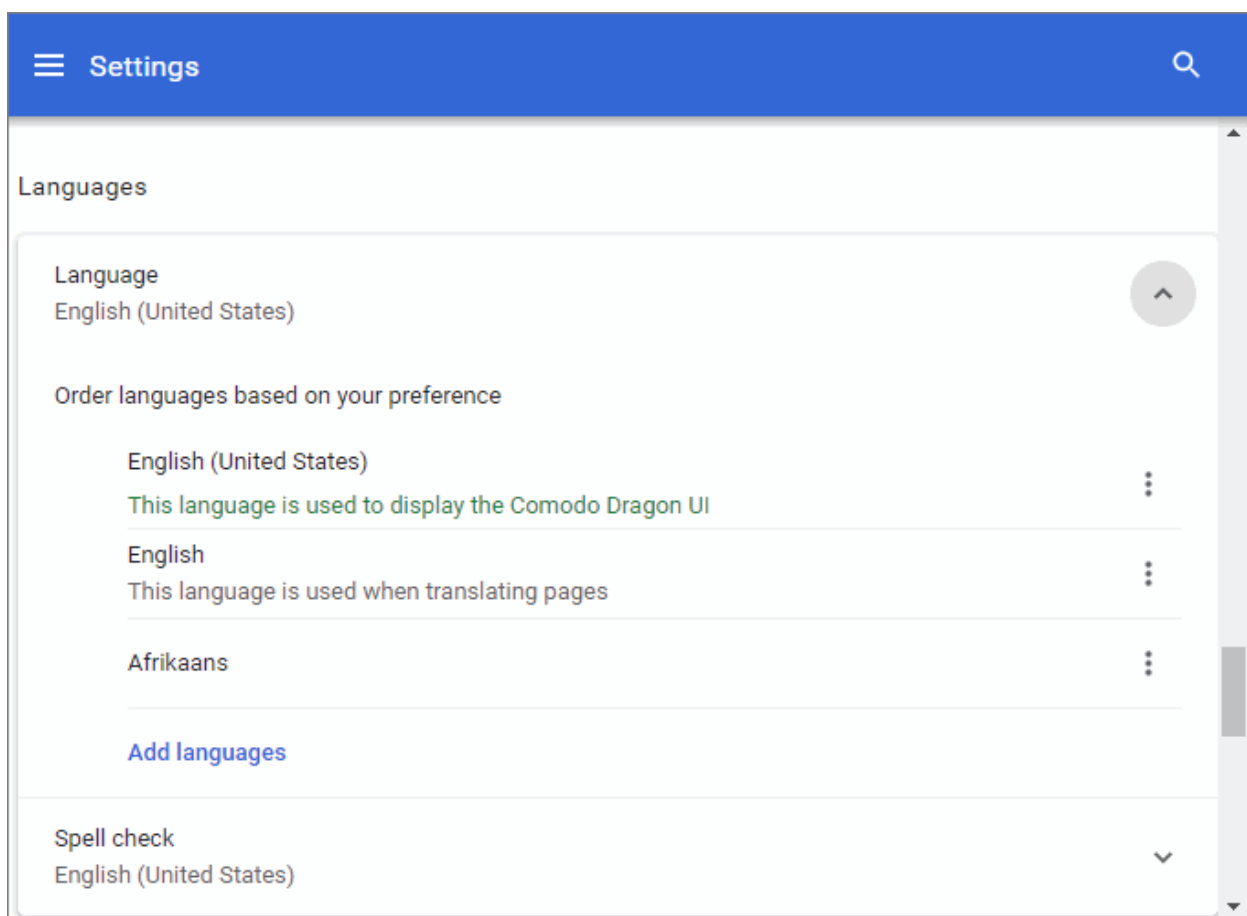 Settings
Languages
Language
English (United States)
Order languages based on your preference
English (United States)
This language is used to display the Comodo Dragon UI
English
This language is used when translating pages
Afrikaans
Add languages
Spell check
English (United States)